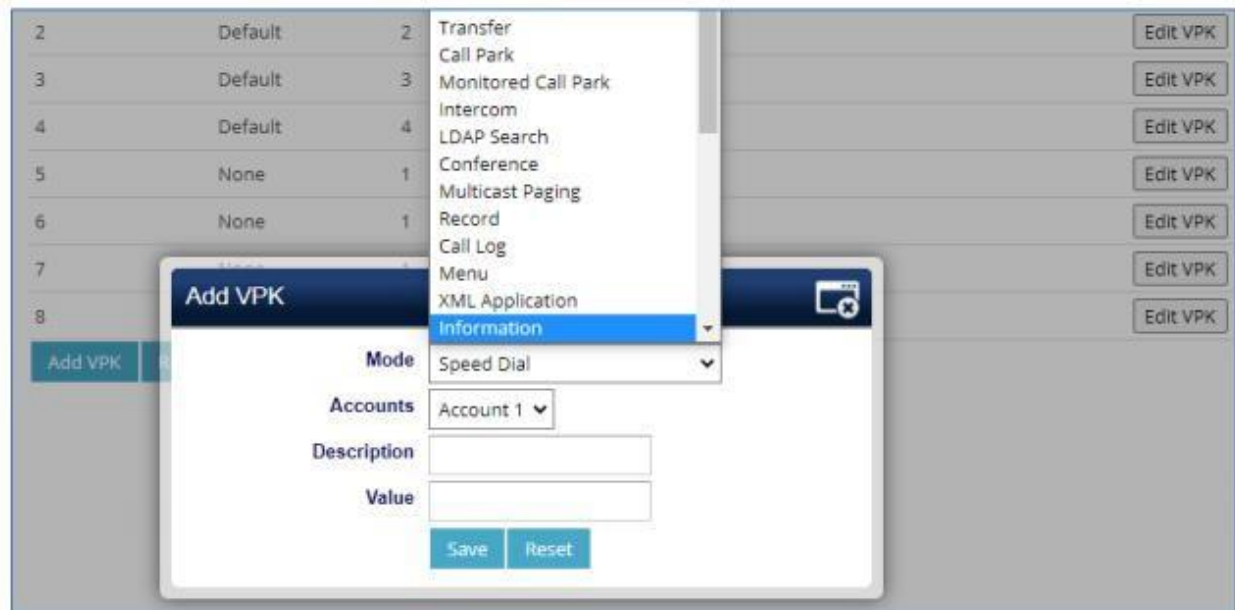 2 Default 2 Transfer Edit VPK
Call Park
3 Default 3 Monitored Call Park Edit VPK
Intercom
4 Default 4 LDAP Search Edit VPK
Conference
5 None 1 Multicast Paging Edit VPK
Record
6 None 1 Call Log Edit VPK
Menu
7 Edit VPK
Add VPK
XML Application
8 Information Edit VPK
Add VPK
Mode Speed Dial
Accounts Account 1
Description
Value
Save Reset